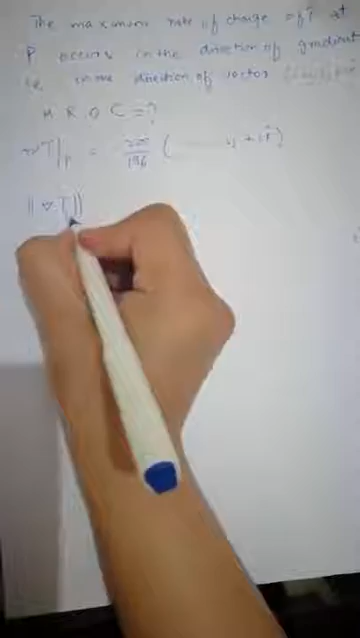 The maximum rate of change of T at
P occurs in the direction of gradient
i.e, in the direction of vector
M R O C = ?
∇T|p = (
||∇T||